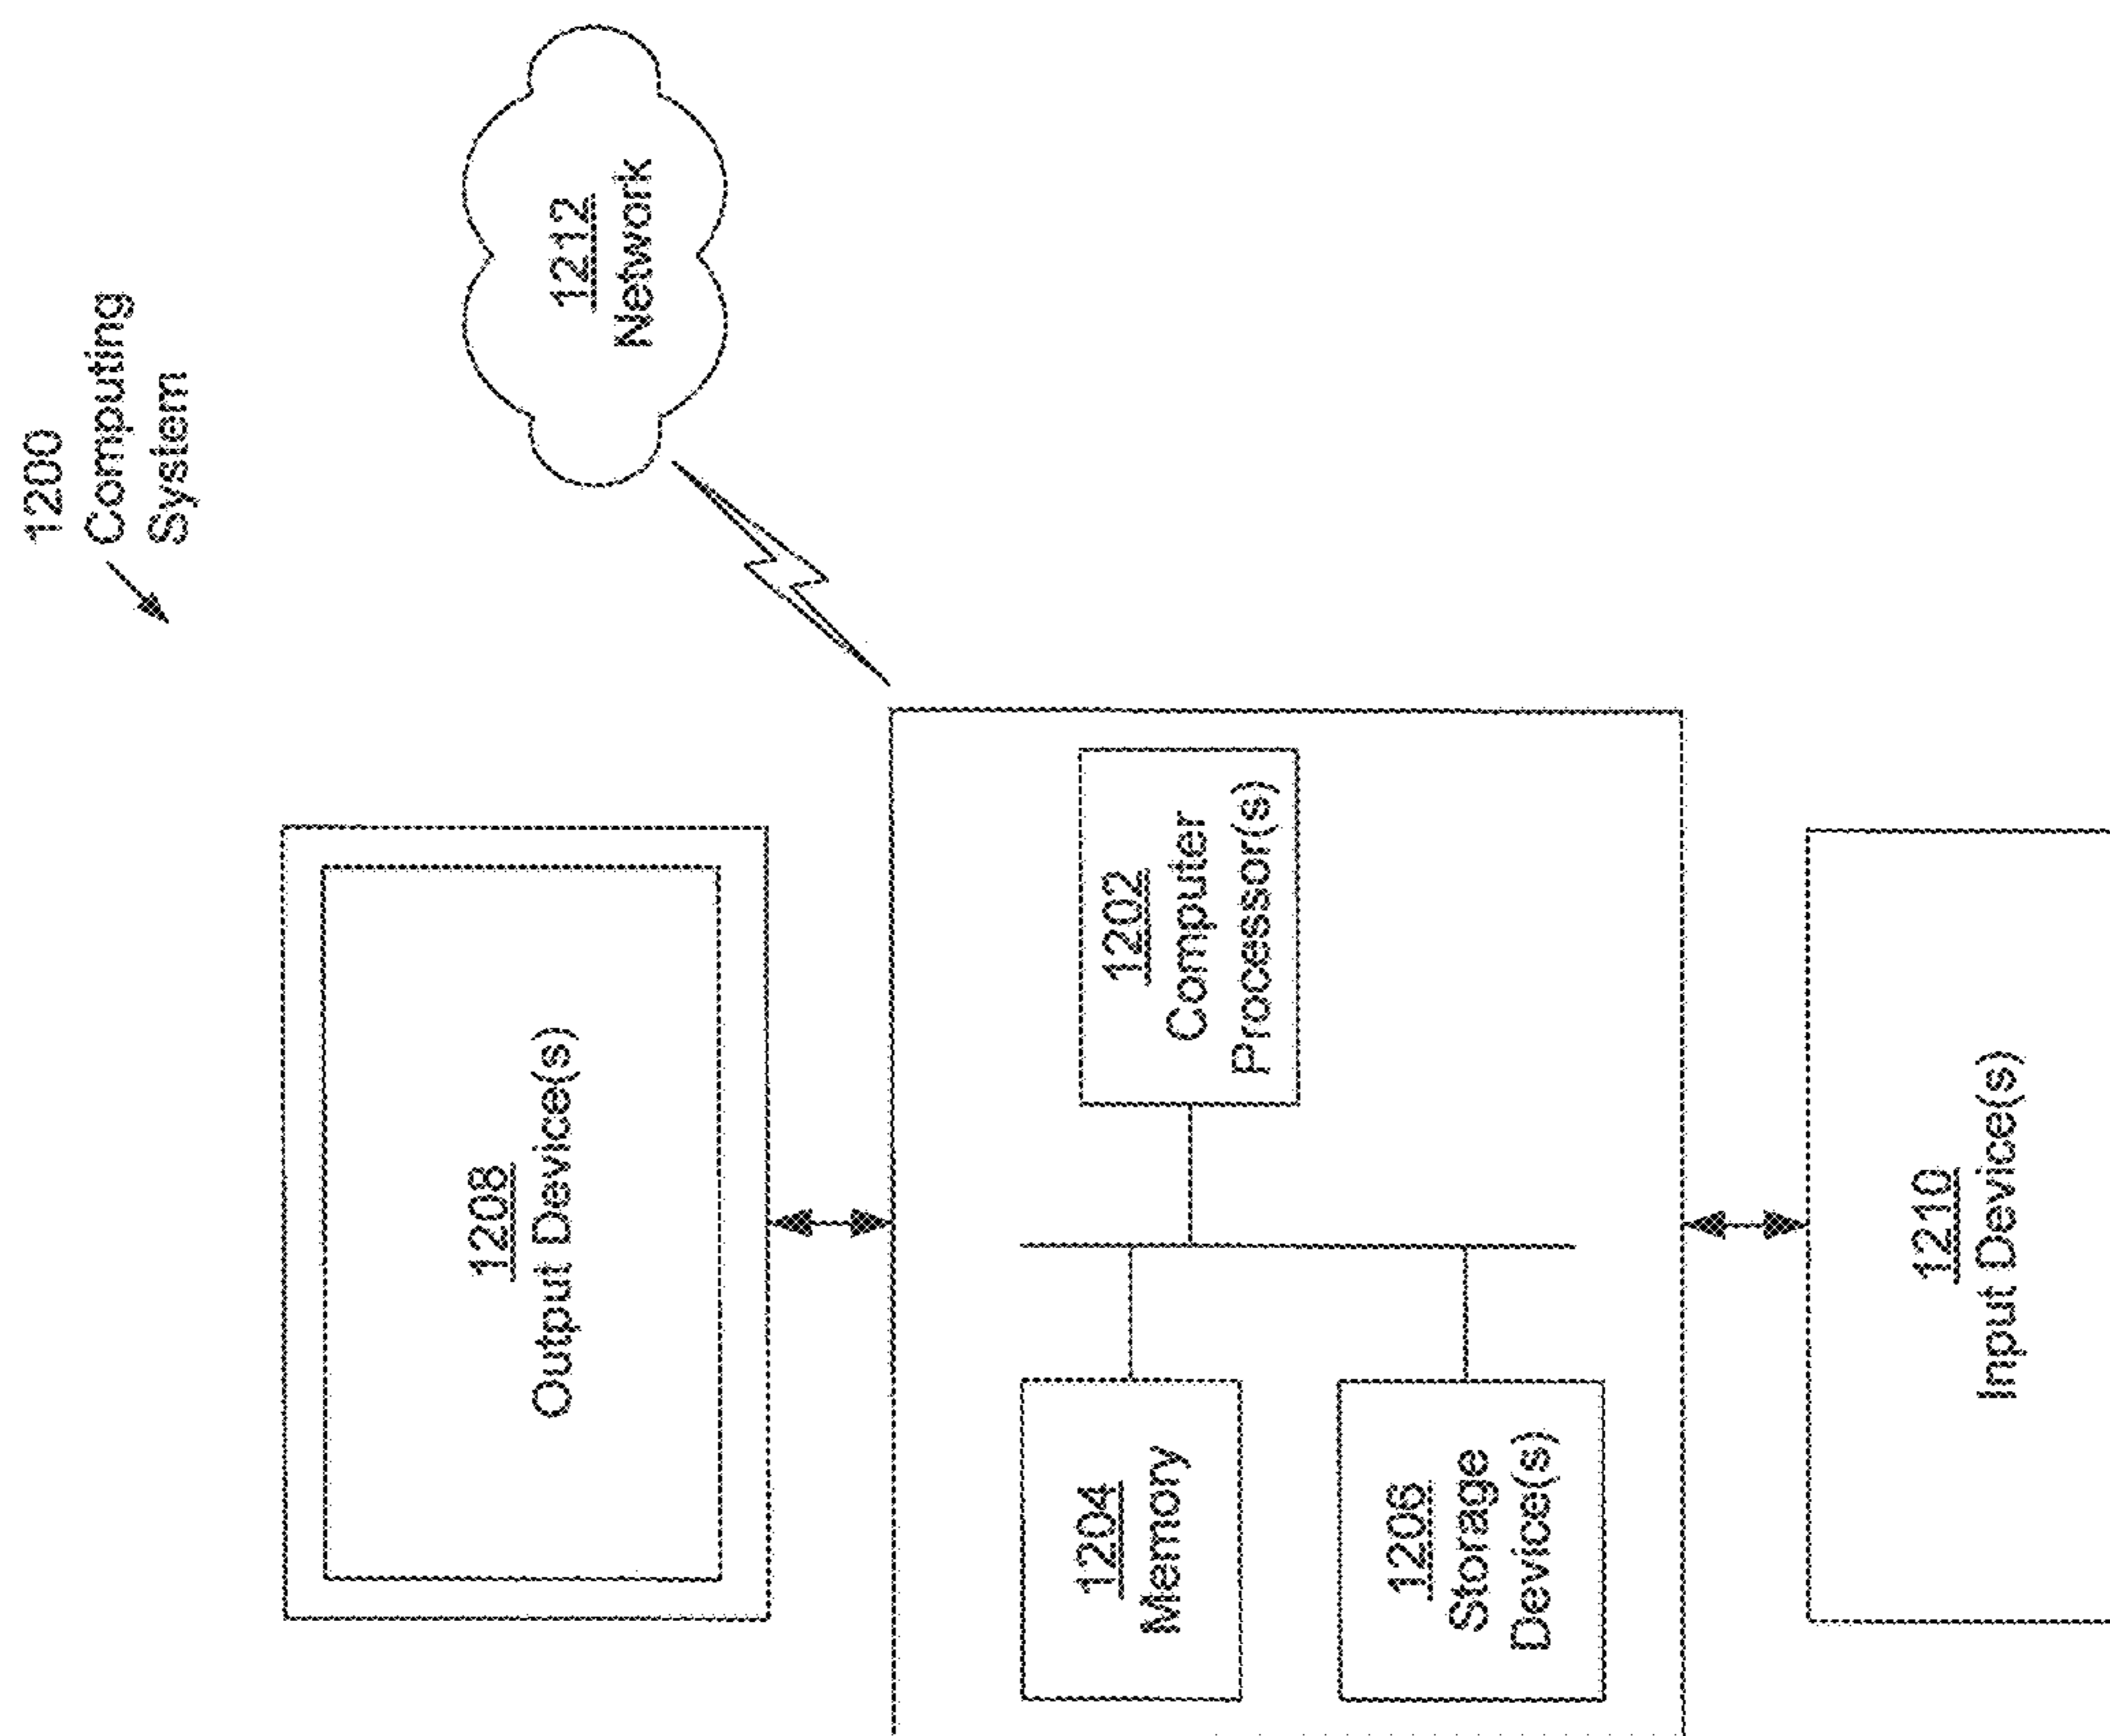 1200
Computing
System
1208
Output Device(s)
1212
Network
1202
Computer
Processor(s)
1204
Memory
1206
Storage
Device(s)
1210
Input Device(s)